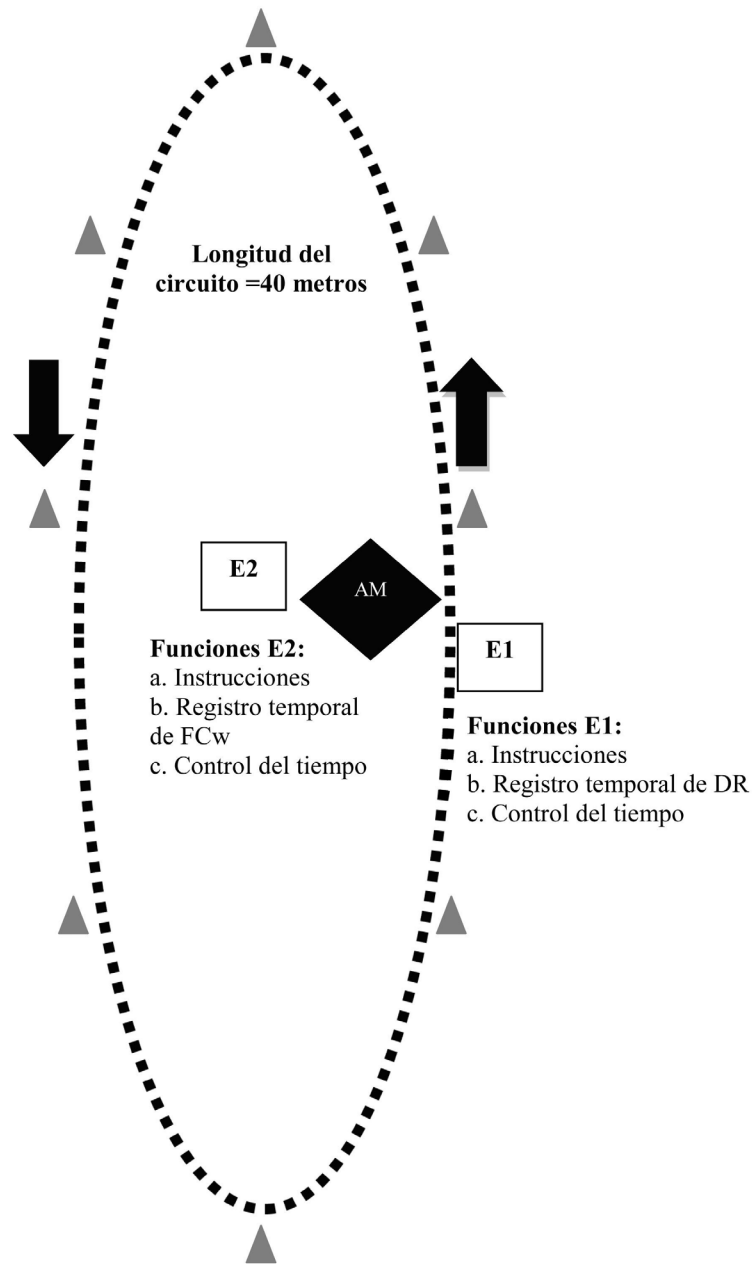 Longitud del
circuito =40 metros
E2
AM
E1
Funciones E2:
a. Instrucciones
b. Registro temporal
de FCw
c. Control del tiempo
Funciones E1:
a. Instrucciones
b. Registro temporal de DR
c. Control del tiempo